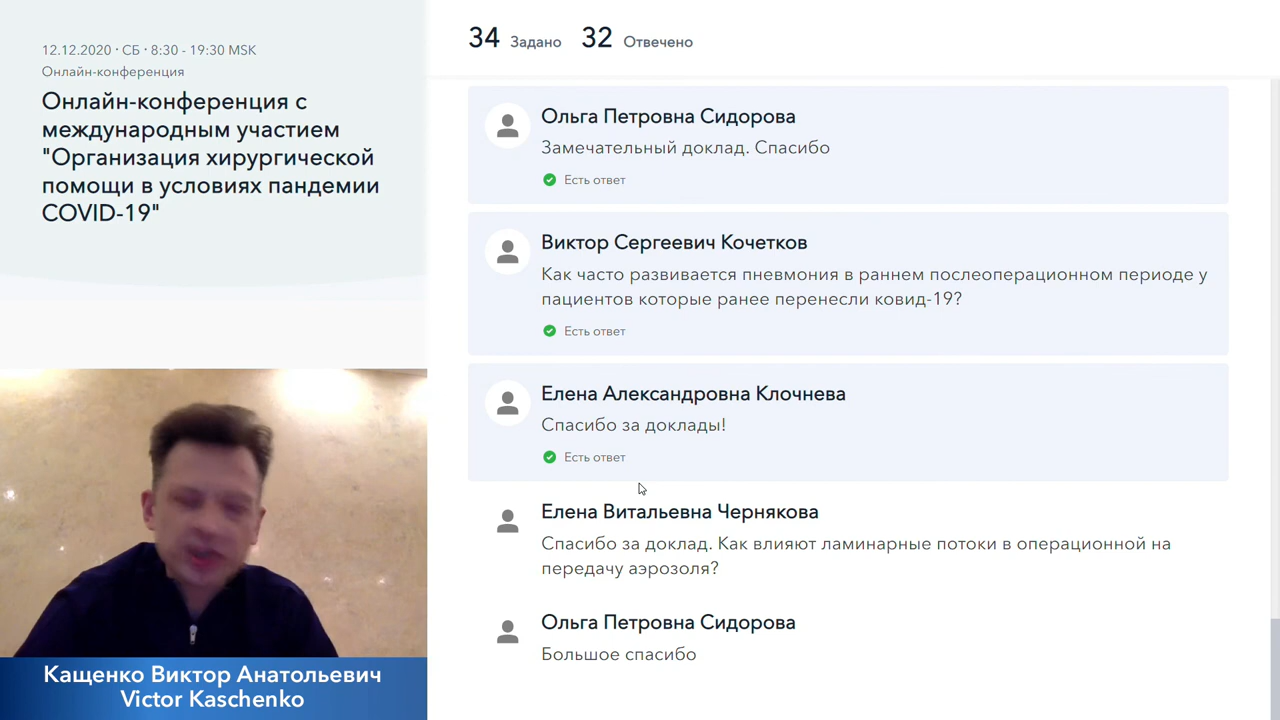 12.12.2020 · СБ · 8:30 - 19:30 MSK
Онлайн-конференция
Онлайн-конференция с
международным участием
"Организация хирургической
помощи в условиях пандемии
COVID-19"
Кащенко Виктор Анатольевич
Victor Kaschenko
34 Задано 32 Отвечено
Ольга Петровна Сидорова
Замечательный доклад. Спасибо
Есть ответ
Виктор Сергеевич Кочетков
Как часто развивается пневмония в раннем послеоперационном периоде у
пациентов которые ранее перенесли ковид-19?
Есть ответ
Елена Александровна Клочнева
Спасибо за доклады!
Есть ответ
Елена Витальевна Чернякова
Спасибо за доклад. Как влияют ламинарные потоки в операционной на
передачу аэрозоля?
Ольга Петровна Сидорова
Большое спасибо